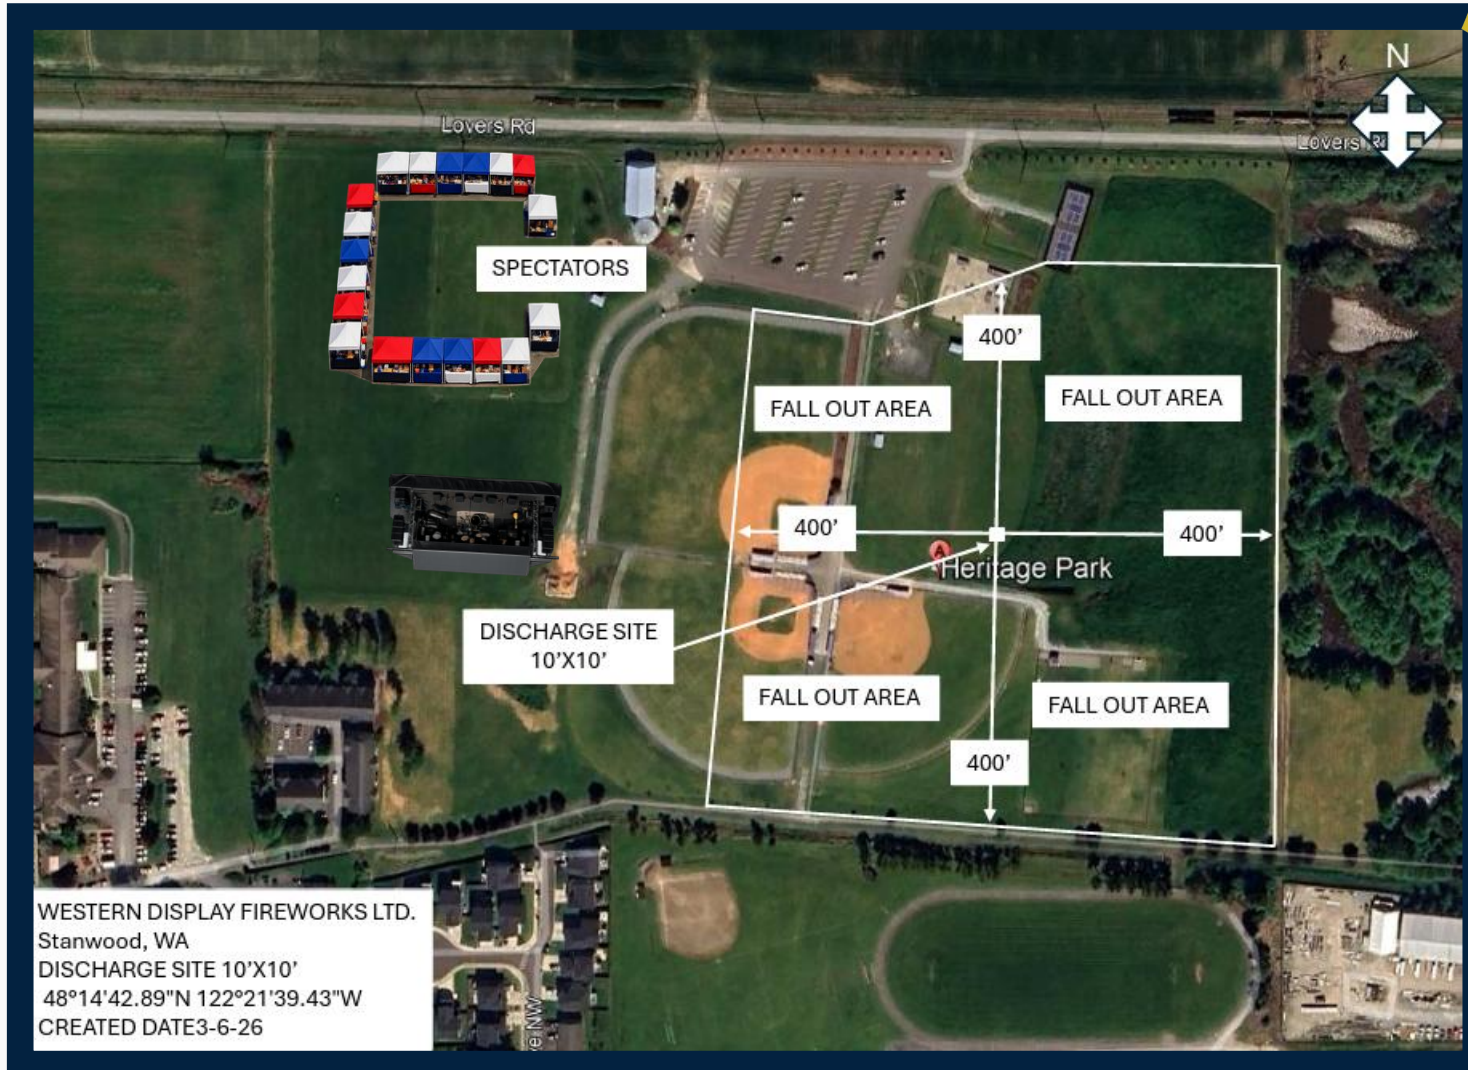 N
Lovers Rd
Lovers R
SPECTATORS
400'
FALL OUT AREA
FALL OUT AREA
400'
400'
A
Heritage Park
DISCHARGE SITE
10'X10'
FALL OUT AREA
FALL OUT AREA
400'
WESTERN DISPLAY FIREWORKS LTD.
Stanwood, WA
DISCHARGE SITE 10'X10'
48°14'42.89"N 122°21'39.43"W
CREATED DATE3-6-26
NW